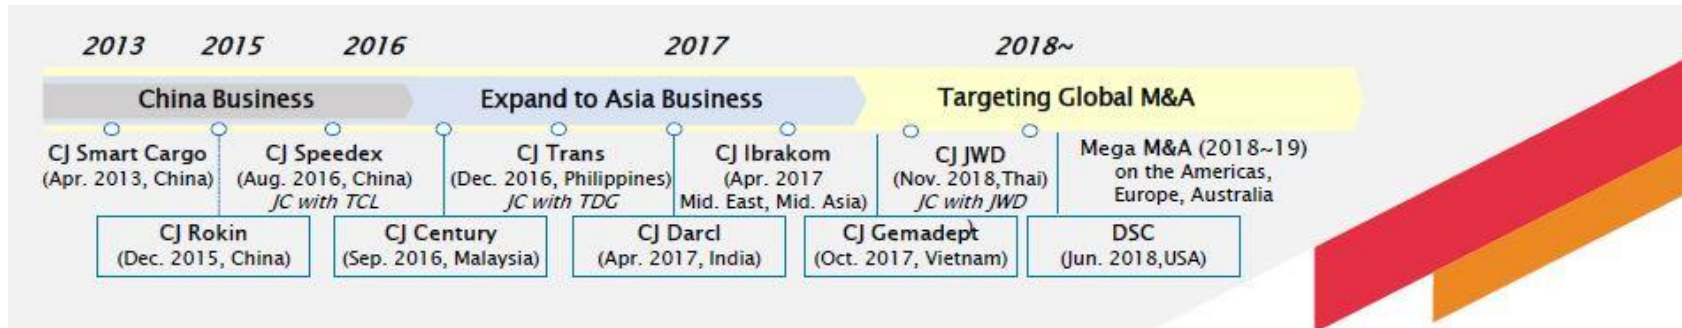 2013
2015
2016
2017
2018~
China Business
Expand to Asia Business
Targeting Global M&A
CJ Smart Cargo
(Apr. 2013, China)
CJ Speedex
(Aug. 2016, China)
JC with TCL
CJ Trans
(Dec. 2016, Philippines)
JC with TDG
CJ Ibrakom
(Apr. 2017
Mid. East, Mid. Asia)
CJ JWD
(Nov. 2018,Thai)
JC with JWD
Mega M&A (2018~19)
on the Americas,
Europe, Australia
CJ Rokin
(Dec. 2015, China)
CJ Century
(Sep. 2016, Malaysia)
CJ Darcl
(Apr. 2017, India)
CJ Gemadept
(Oct. 2017, Vietnam)
DSC
(Jun. 2018,USA)